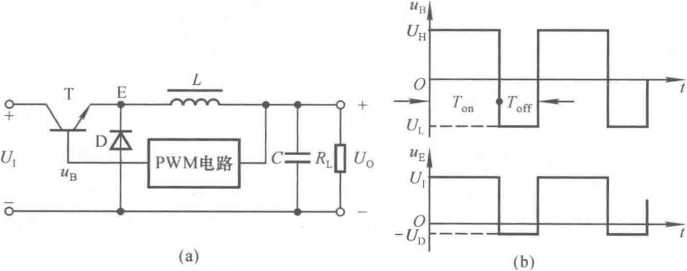 T E L
+ +
D
PWM电路
C R_L
U_I U_O
u_B
− −
(a)
u_B
U_H
O t
T_on T_off
U_L
u_E
U_I
O t
−U_D
(b)